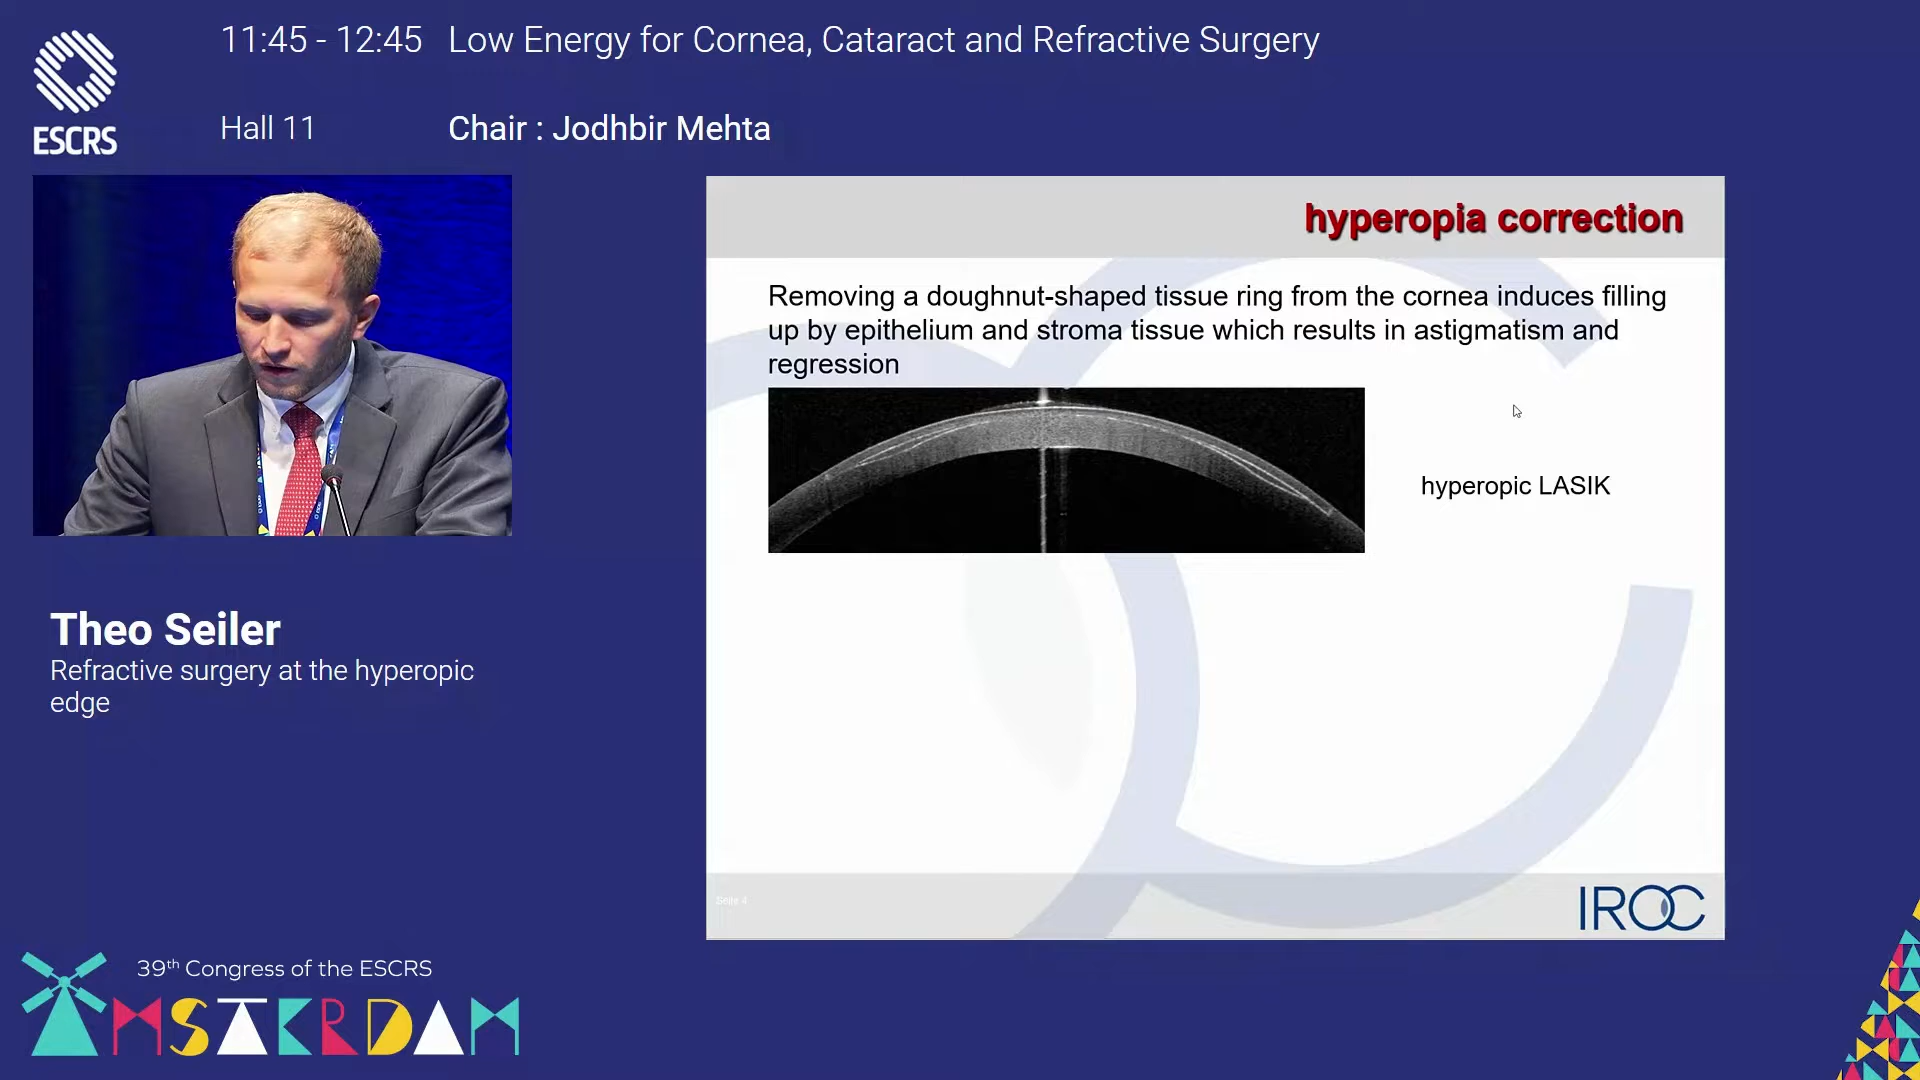 11:45 - 12:45 Low Energy for Cornea, Cataract and Refractive Surgery
ESCRS
Hall 11 Chair : Jodhbir Mehta
hyperopia correction
Removing a doughnut-shaped tissue ring from the cornea induces filling
up by epithelium and stroma tissue which results in astigmatism and
regression
hyperopic LASIK
Theo Seiler
Refractive surgery at the hyperopic
edge
Seite 4
IROC
39th Congress of the ESCRS
AMSTERDAM